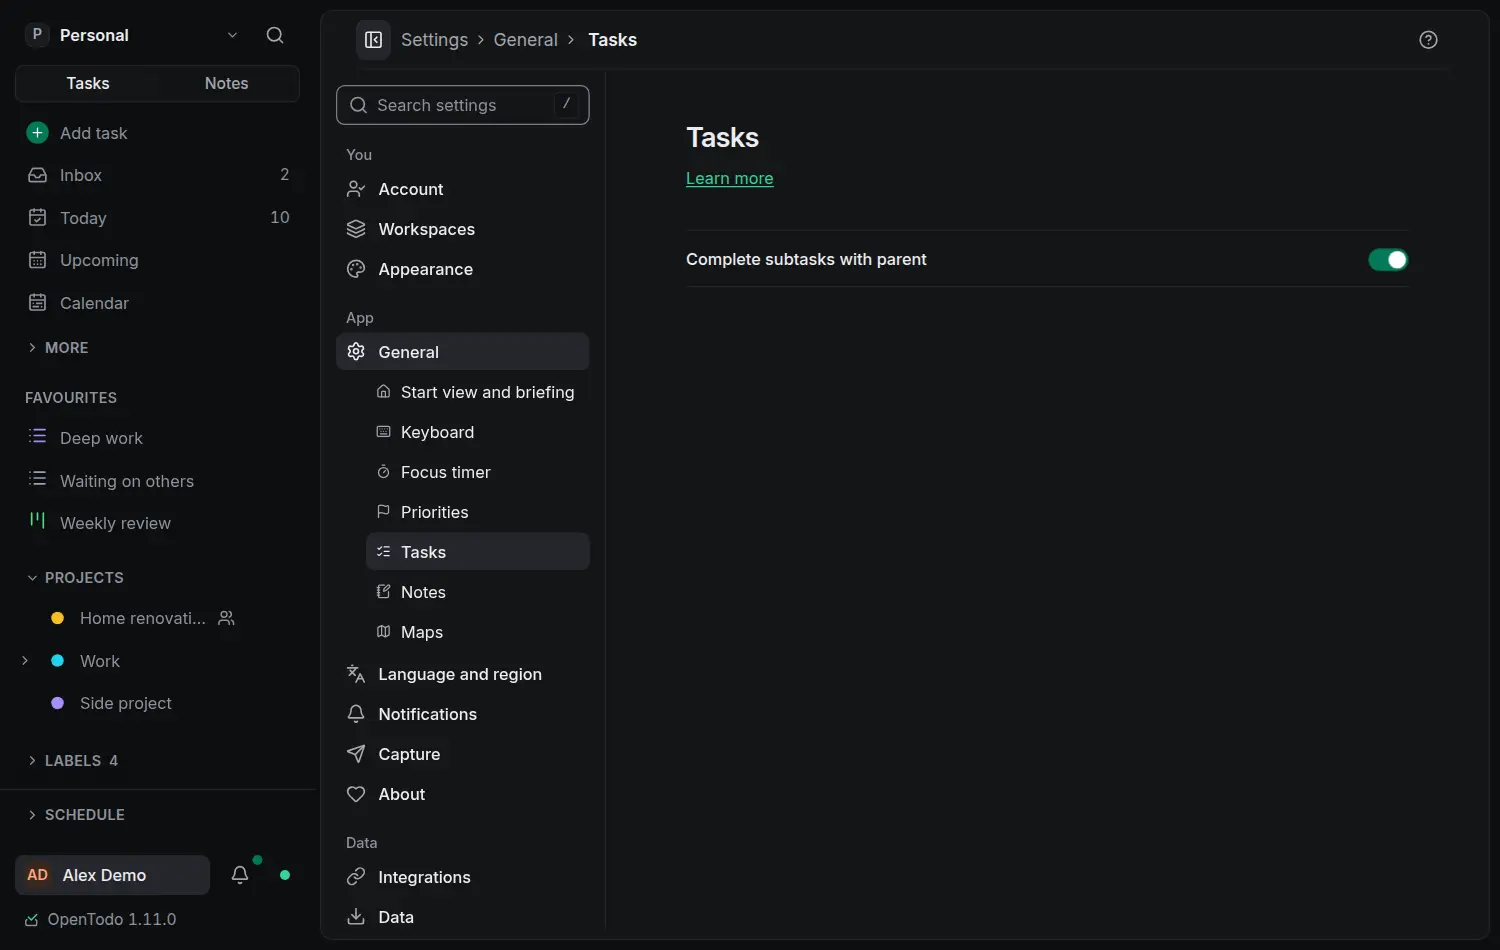 P Personal
Tasks Notes
Add task
Inbox 2
Today 10
Upcoming
Calendar
MORE
FAVOURITES
Deep work
Waiting on others
Weekly review
PROJECTS
Home renovati...
Work
Side project
LABELS 4
SCHEDULE
AD Alex Demo
OpenTodo 1.11.0
Settings > General > Tasks
Search settings /
You
Account
Workspaces
Appearance
App
General
Start view and briefing
Keyboard
Focus timer
Priorities
Tasks
Notes
Maps
Language and region
Notifications
Capture
About
Data
Integrations
Data
Tasks
Learn more
Complete subtasks with parent